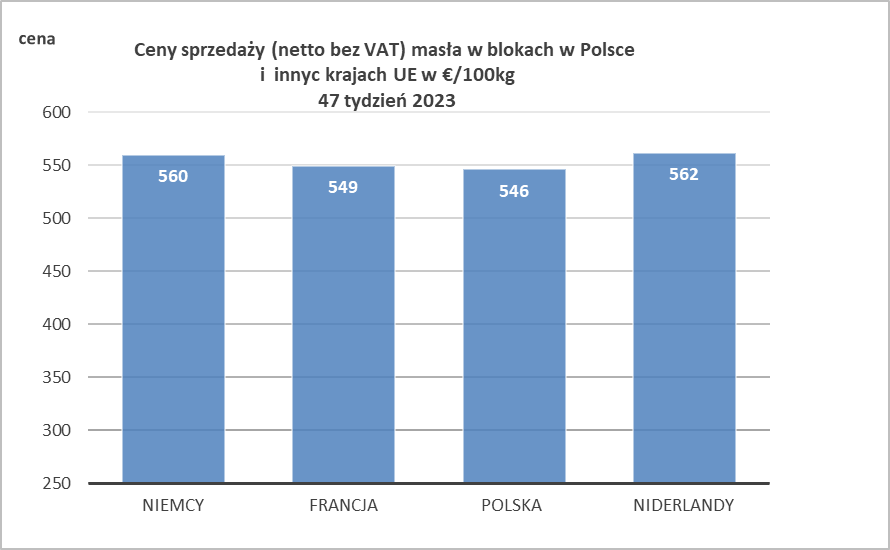 cena
Ceny sprzedaży (netto bez VAT) masła w blokach w Polsce
i innyc krajach UE w €/100kg
47 tydzień 2023
600
550
500
450
400
350
300
250
560
549
546
562
NIEMCY
FRANCJA
POLSKA
NIDERLANDY